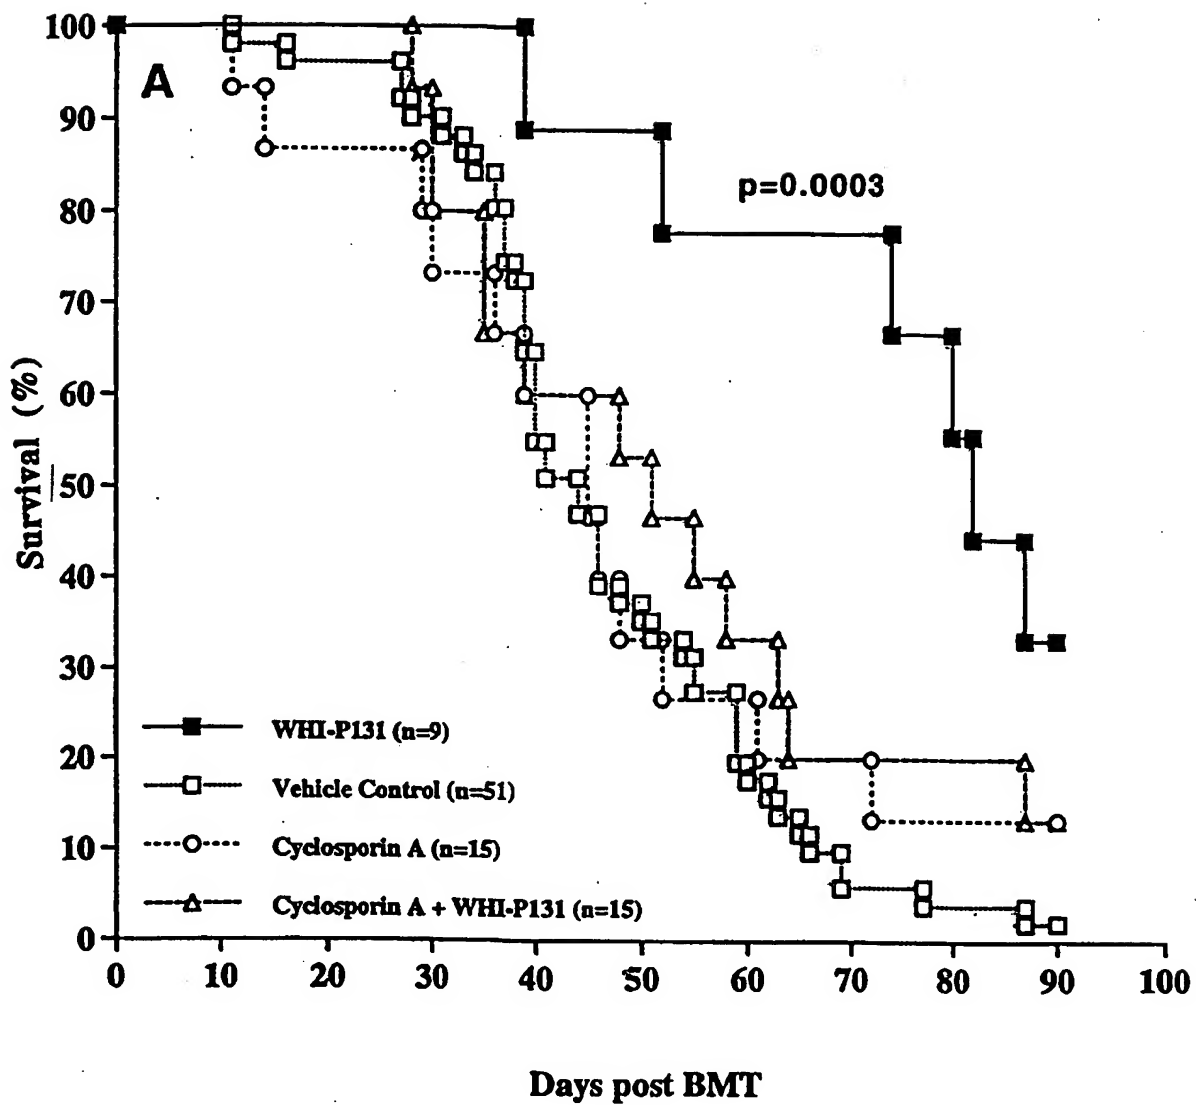 100
A
90
p=0.0003
80
70
60
Survival (%)
50
40
30
WHI-P131 (n=9)
20
Vehicle Control (n=51)
10
Cyclosporin A (n=15)
Cyclosporin A + WHI-P131 (n=15)
0
0 10 20 30 40 50 60 70 80 90 100
Days post BMT